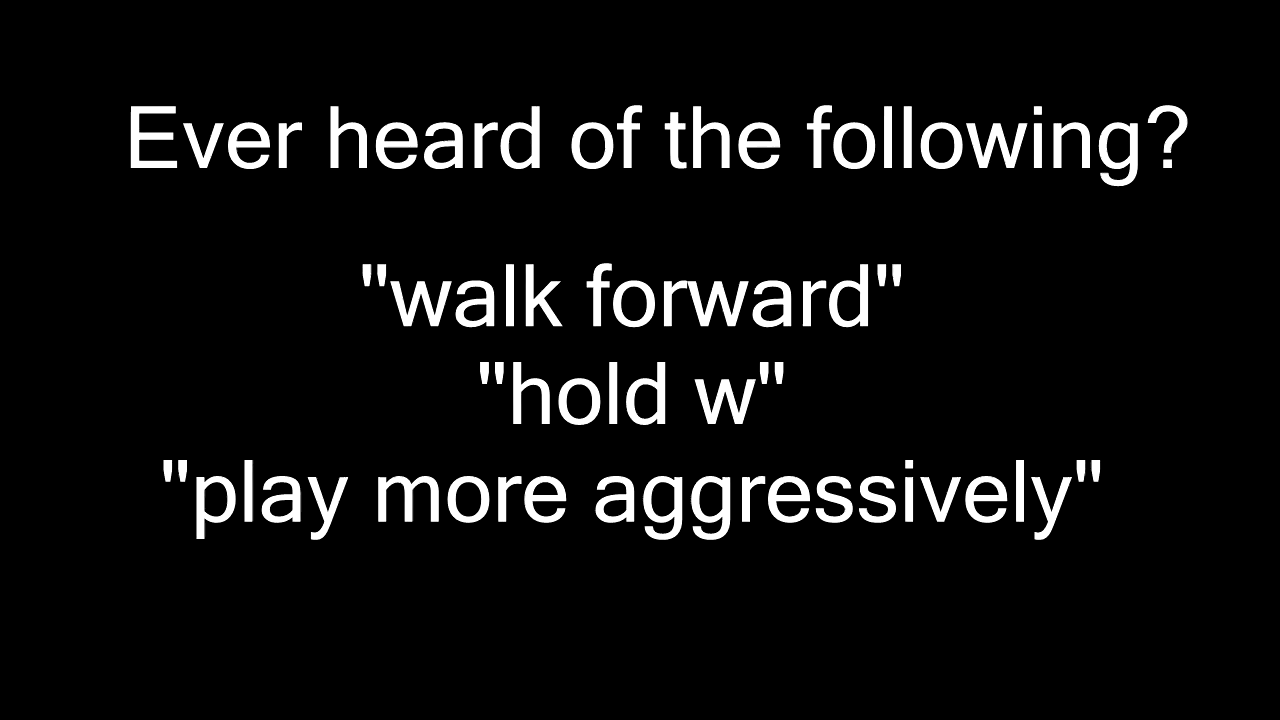 Ever heard of the following?
"walk forward"
"hold w"
"play more aggressively"